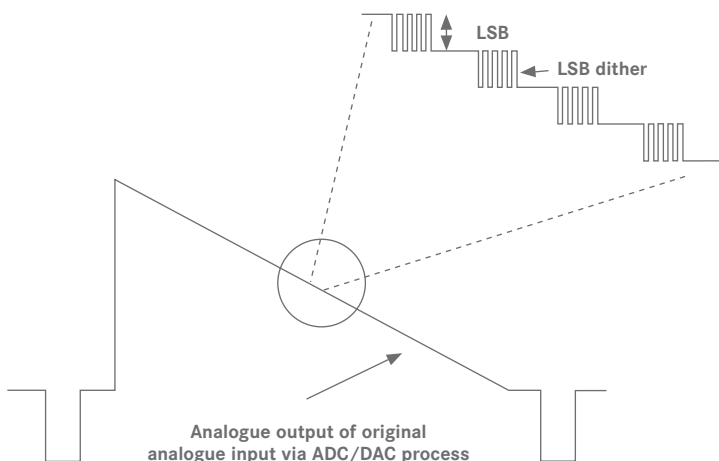 LSB
LSB dither
Analogue output of original
analogue input via ADC/DAC process